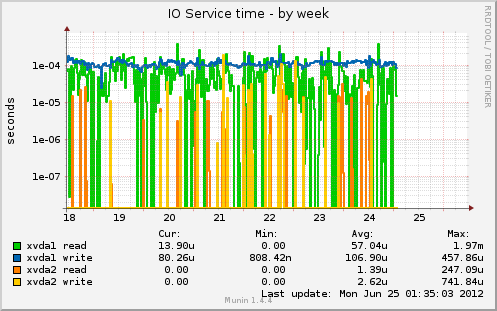 IO Service time - by week
RRDTOOL / TOBI OETIKER
seconds
1e-04
1e-05
1e-06
1e-07
18 19 20 21 22 23 24 25
Cur: Min: Avg: Max:
xvda1 read 13.90u 0.00 57.04u 1.97m
xvda1 write 80.26u 808.42n 106.90u 457.86u
xvda2 read 0.00 0.00 1.39u 247.09u
xvda2 write 0.00 0.00 2.62u 741.84u
Last update: Mon Jun 25 01:35:03 2012
Munin 1.4.4